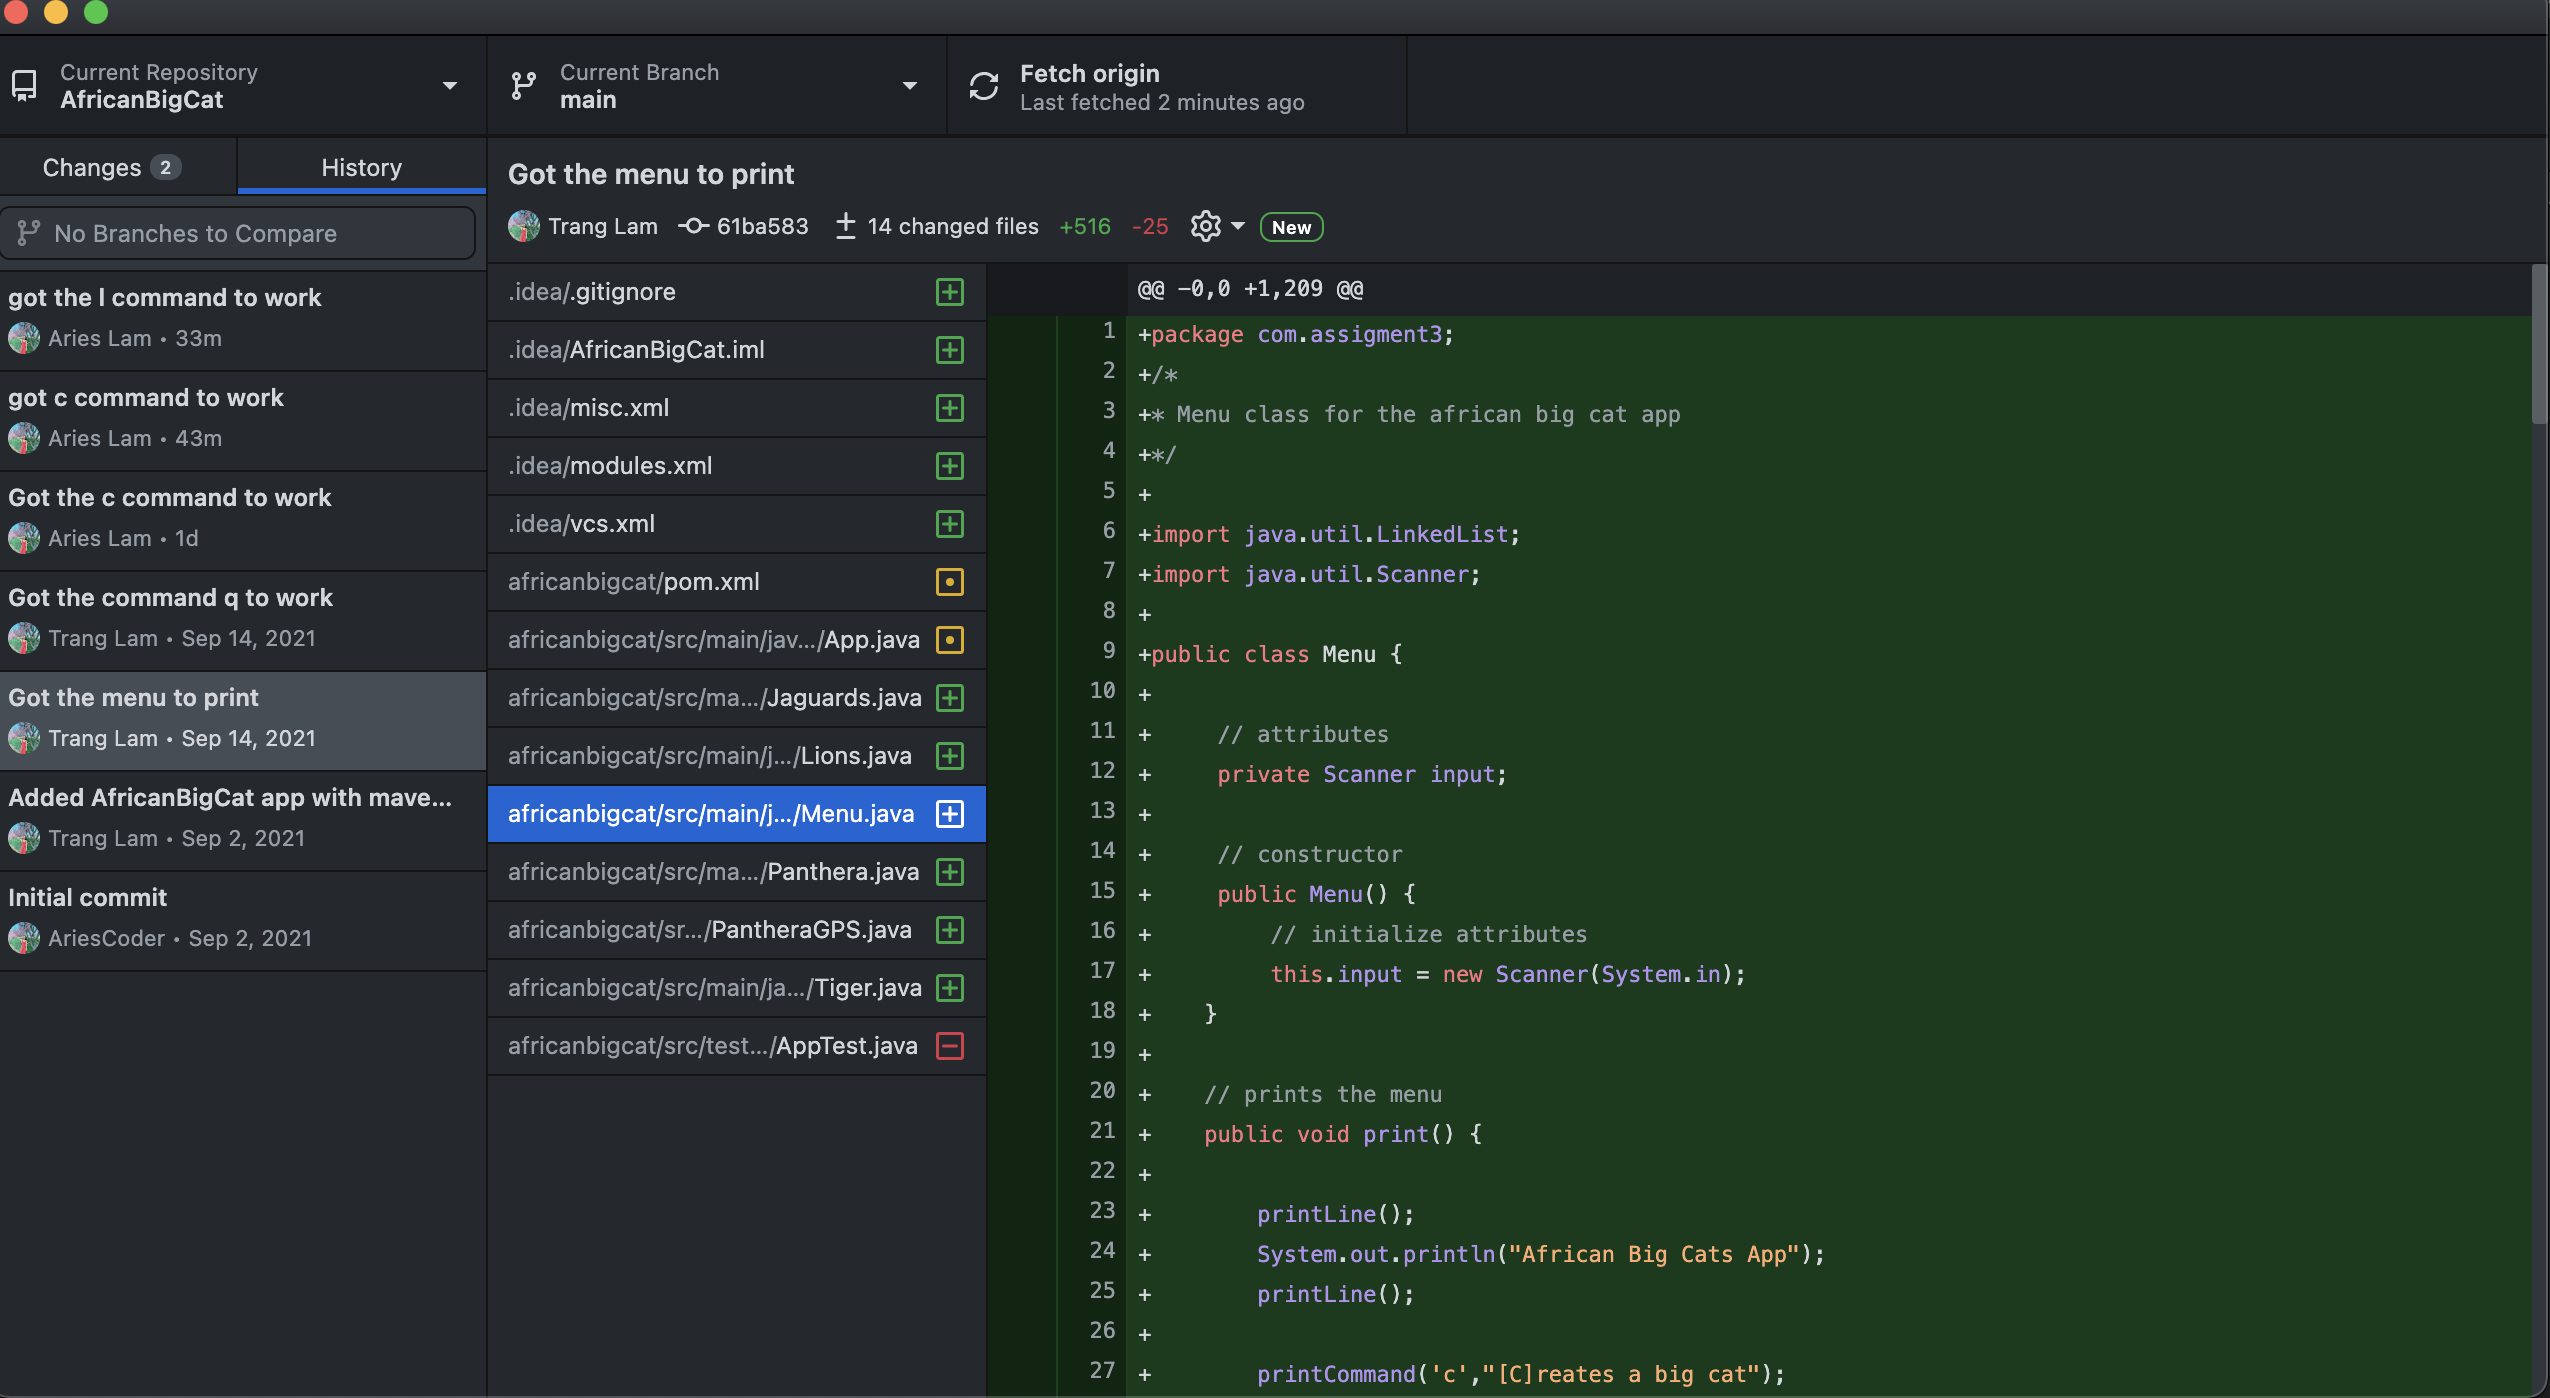 Current Repository
AfricanBigCat
Current Branch
main
Fetch origin
Last fetched 2 minutes ago
Changes 2
History
No Branches to Compare
got the l command to work
Aries Lam • 33m
got c command to work
Aries Lam • 43m
Got the c command to work
Aries Lam • 1d
Got the command q to work
Trang Lam • Sep 14, 2021
Got the menu to print
Trang Lam • Sep 14, 2021
Added AfricanBigCat app with mave...
Trang Lam • Sep 2, 2021
Initial commit
AriesCoder • Sep 2, 2021
Got the menu to print
Trang Lam 61ba583 14 changed files +516 -25 New
.idea/.gitignore
.idea/AfricanBigCat.iml
.idea/misc.xml
.idea/modules.xml
.idea/vcs.xml
africanbigcat/pom.xml
africanbigcat/src/main/jav.../App.java
africanbigcat/src/ma.../Jaguards.java
africanbigcat/src/main/j.../Lions.java
africanbigcat/src/main/j.../Menu.java
africanbigcat/src/ma.../Panthera.java
africanbigcat/sr.../PantheraGPS.java
africanbigcat/src/main/ja.../Tiger.java
africanbigcat/src/test.../AppTest.java
@@ -0,0 +1,209 @@
1 +package com.assigment3;
2 +/*
3 +* Menu class for the african big cat app
4 +*/
5 +
6 +import java.util.LinkedList;
7 +import java.util.Scanner;
8 +
9 +public class Menu {
10 +
11 +     // attributes
12 +     private Scanner input;
13 +
14 +     // constructor
15 +     public Menu() {
16 +         // initialize attributes
17 +         this.input = new Scanner(System.in);
18 +    }
19 +
20 +    // prints the menu
21 +    public void print() {
22 +
23 +        printLine();
24 +        System.out.println("African Big Cats App");
25 +        printLine();
26 +
27 +        printCommand('c',"[C]reates a big cat");